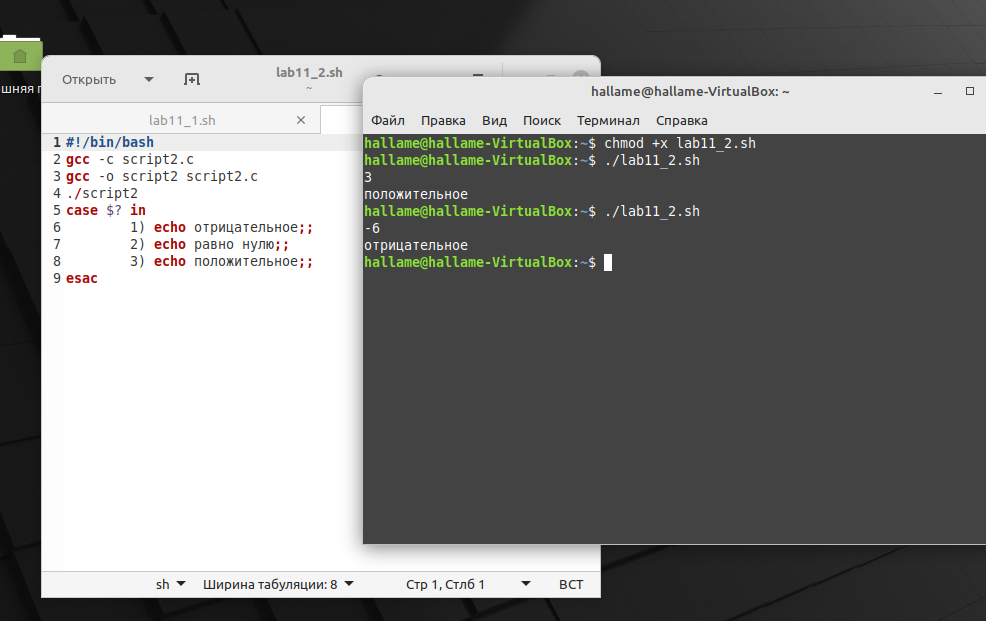 шняя п
Открыть
lab11_2.sh
~
lab11_1.sh
1 #!/bin/bash
2 gcc -c script2.c
3 gcc -o script2 script2.c
4 ./script2
5 case $? in
6 1) echo отрицательное;;
7 2) echo равно нулю;;
8 3) echo положительное;;
9 esac
sh Ширина табуляции: 8 Стр 1, Стлб 1 ВСТ
hallame@hallame-VirtualBox: ~
Файл Правка Вид Поиск Терминал Справка
hallame@hallame-VirtualBox:~$ chmod +x lab11_2.sh
hallame@hallame-VirtualBox:~$ ./lab11_2.sh
3
положительное
hallame@hallame-VirtualBox:~$ ./lab11_2.sh
-6
отрицательное
hallame@hallame-VirtualBox:~$